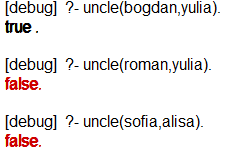 [debug]  ?- uncle(bogdan,yulia).
true .
[debug]  ?- uncle(roman,yulia).
false.
[debug]  ?- uncle(sofia,alisa).
false.